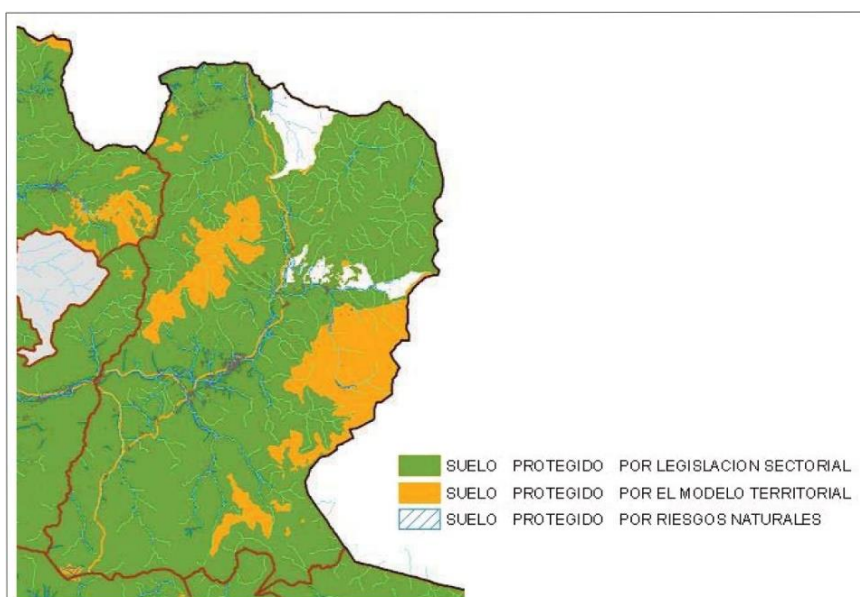 SUELO PROTEGIDO POR LEGISLACION SECTORIAL
SUELO PROTEGIDO POR EL MODELO TERRITORIAL
SUELO PROTEGIDO POR RIESGOS NATURALES